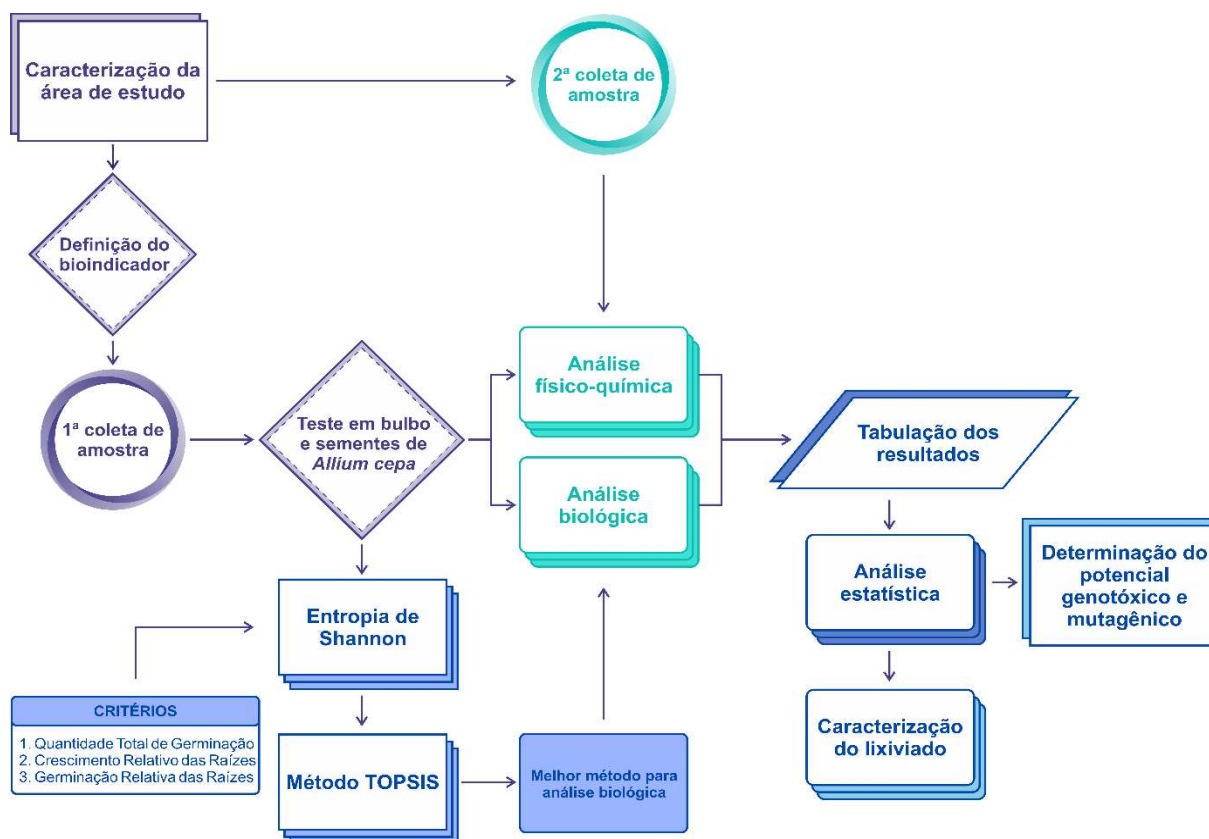 Caracterização da
área de estudo
2ª coleta de
amostra
Definição do
bioindicador
1ª coleta de
amostra
Teste em bulbo
e sementes de
Allium cepa
Análise
físico-química
Análise
biológica
Tabulação dos
resultados
Análise
estatística
Determinação do
potencial
genotóxico e
mutagênico
Caracterização
do lixiviado
Entropia de
Shannon
CRITÉRIOS
1. Quantidade Total de Germinação
2. Crescimento Relativo das Raízes
3. Germinação Relativa das Raízes
Método TOPSIS
Melhor método para
análise biológica